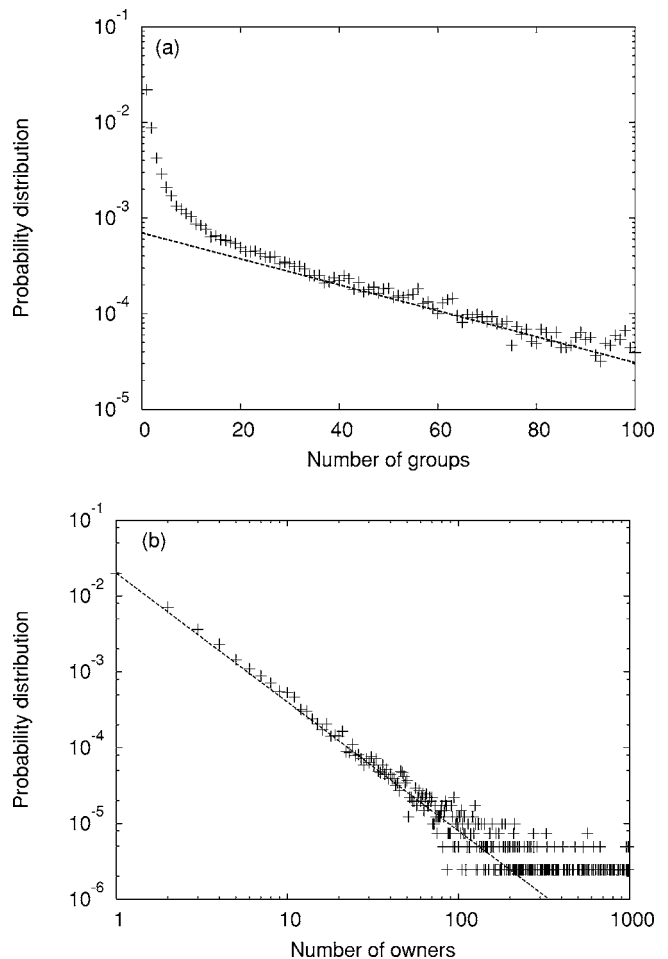 (a)
Probability distribution
10-1
10-2
10-3
10-4
10-5
0 20 40 60 80 100
Number of groups
(b)
Probability distribution
10-1
10-2
10-3
10-4
10-5
10-6
1 10 100 1000
Number of owners